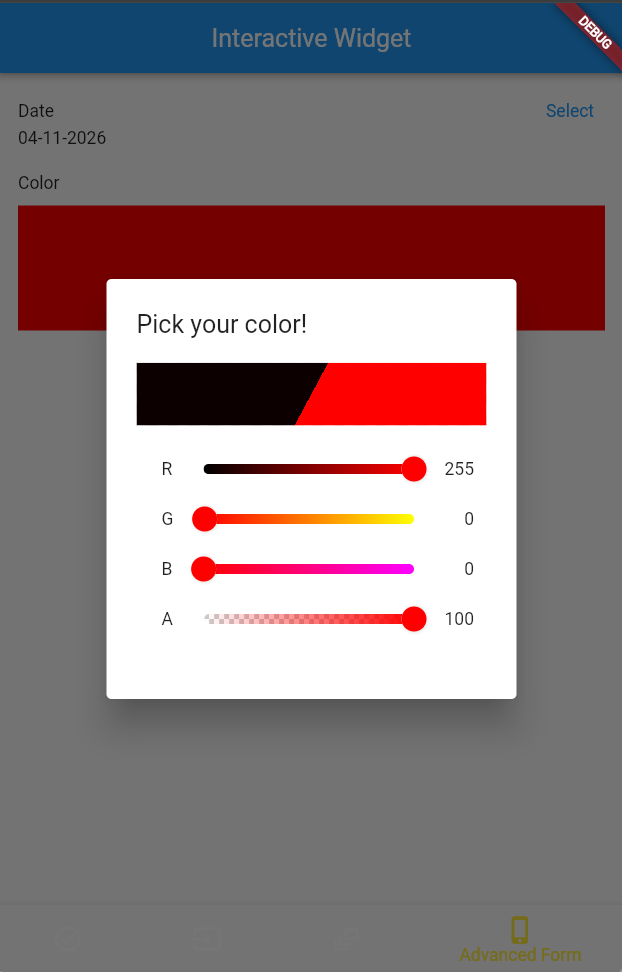 Interactive Widget
DEBUG
Date
Select
04-11-2026
Color
Pick your color!
R 255
G 0
B 0
A 100
Advanced Form